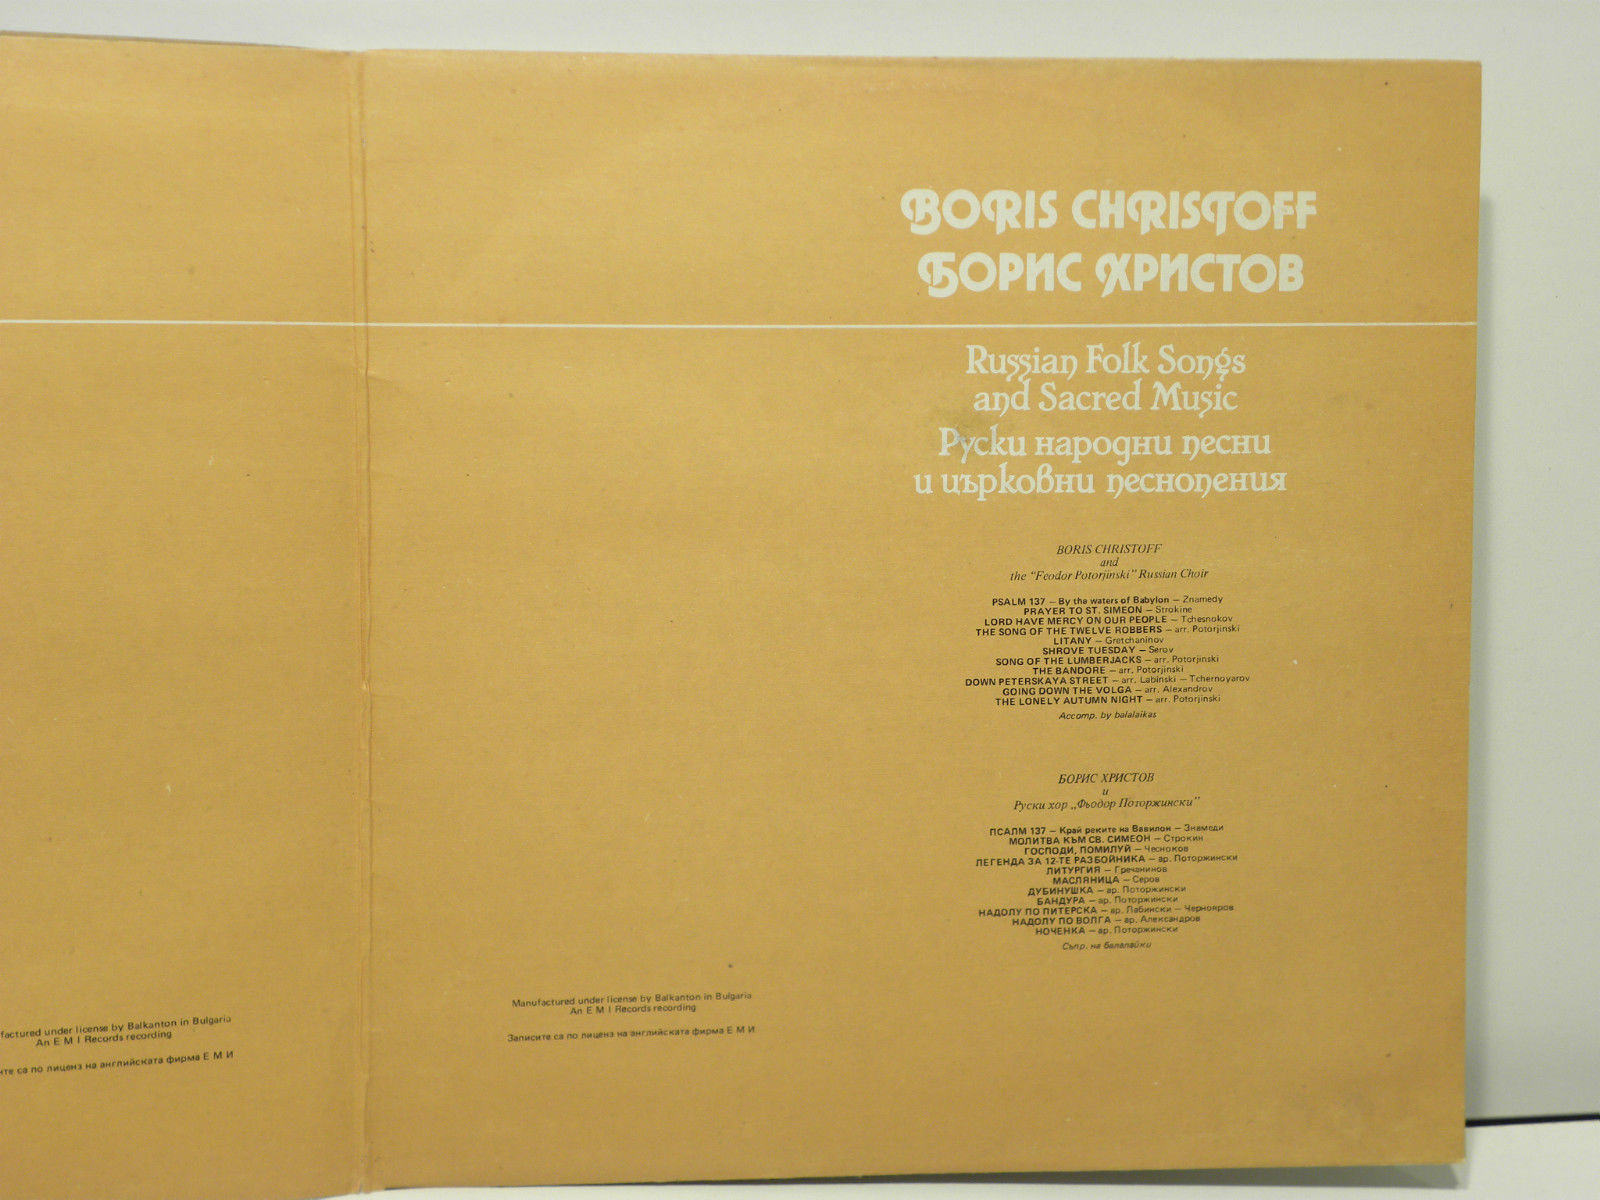 BORIS CHRISTOFF
БОРИС ХРИСТОВ
Russian Folk Songs
and Sacred Music
Руски народни песни
и църковни песнопения
BORIS CHRISTOFF
and
the "Feodor Potorjinski" Russian Choir
PSALM 137 – By the waters of Babylon – Znamedy
PRAYER TO ST. SIMEON – Strokine
LORD HAVE MERCY ON OUR PEOPLE – Tchesnokov
THE SONG OF THE TWELVE ROBBERS – arr. Potorjinski
LITANY – Gretchaninov
SHROVE TUESDAY – Serov
SONG OF THE LUMBERJACKS – arr. Potorjinski
THE BANDORE – arr. Potorjinski
DOWN PETERSKAYA STREET – arr. Labinski – Tchernoyarov
GOING DOWN THE VOLGA – arr. Alexandrov
THE LONELY AUTUMN NIGHT – arr. Potorjinski
Accomp. by balalaikas
БОРИС ХРИСТОВ
и
Руски хор „Фьодор Поторжински"
ПСАЛМ 137 – Край реките на Вавилон – Знамеди
МОЛИТВА КЪМ СВ. СИМЕОН – Строкин
ГОСПОДИ, ПОМИЛУЙ – Чесноков
ЛЕГЕНДА ЗА 12-ТЕ РАЗБОЙНИКА – ар. Поторжински
ЛИТУРГИЯ – Гречанинов
МАСЛЯНИЦА – Серов
ДУБИНУШКА – ар. Поторжински
БАНДУРА – ар. Поторжински
НАДОЛУ ПО ПИТЕРСКА – ар. Лабински – Чернояров
НАДОЛУ ПО ВОЛГА – ар. Александров
НОЧЕНКА – ар. Поторжински
Съпр. на балалайки
Manufactured under license by Balkanton in Bulgaria
An E M I Records recording
Записите са по лиценз на английската фирма Е М И
factured under license by Balkanton in Bulgaria
An E M I Records recording
ите са по лиценз на английската фирма Е М И